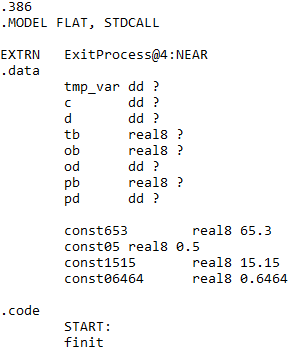 .386
.MODEL FLAT, STDCALL
EXTRN   ExitProcess@4:NEAR
.data
        tmp_var dd ?
        c       dd ?
        d       dd ?
        tb      real8 ?
        ob      real8 ?
        od      dd ?
        pb      real8 ?
        pd      dd ?
        const653        real8 65.3
        const05 real8 0.5
        const1515       real8 15.15
        const06464      real8 0.6464
.code
        START:
        finit